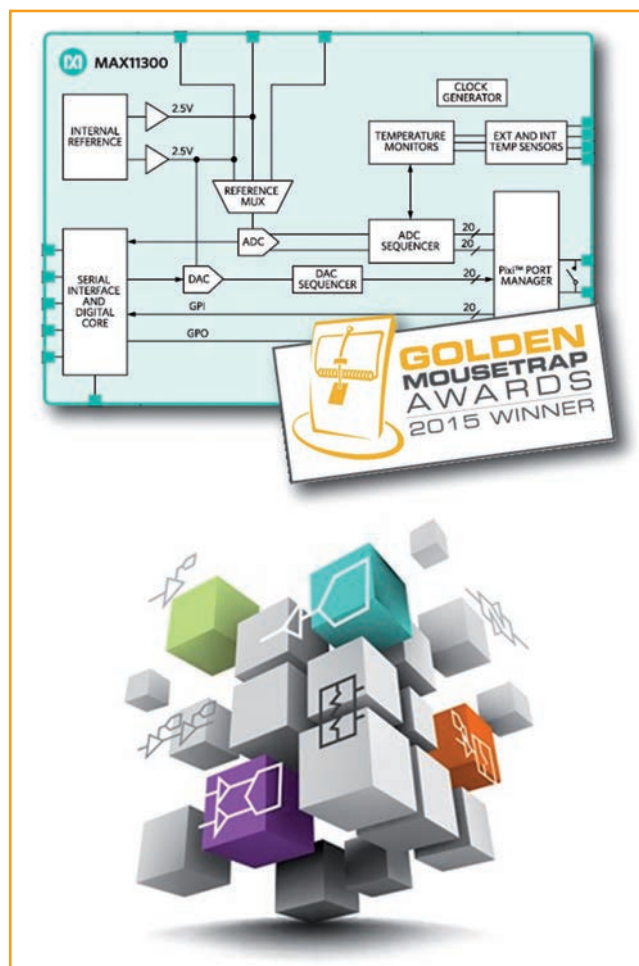 MAX11300
CLOCK
GENERATOR
INTERNAL
REFERENCE
2.5V
2.5V
TEMPERATURE
MONITORS
EXT AND INT
TEMP SENSORS
REFERENCE
MUX
ADC
ADC
SEQUENCER
20
20
PIXI™ PORT
MANAGER
SERIAL
INTERFACE
AND DIGITAL
CORE
DAC
DAC
SEQUENCER
20
GPI
20
GPO
GOLDEN
MOUSETRAP
AWARDS
2015 WINNER